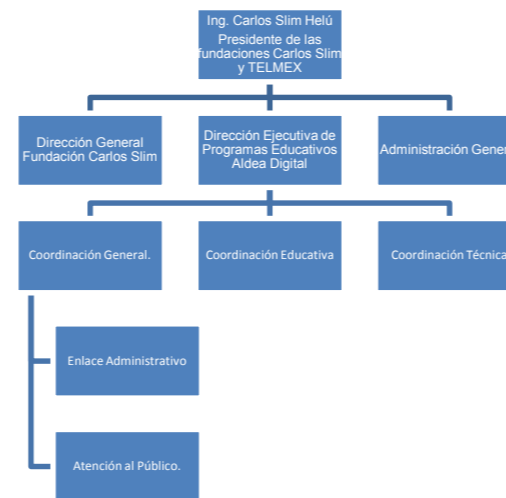 Ing. Carlos Slim Helú
Presidente de las
fundaciones Carlos Slim
y TELMEX
Dirección General
Fundación Carlos Slim
Dirección Ejecutiva de
Programas Educativos
Aldea Digital
Administración Gener
Coordinación General.
Coordinación Educativa
Coordinación Técnica
Enlace Administrativo
Atención al Público.